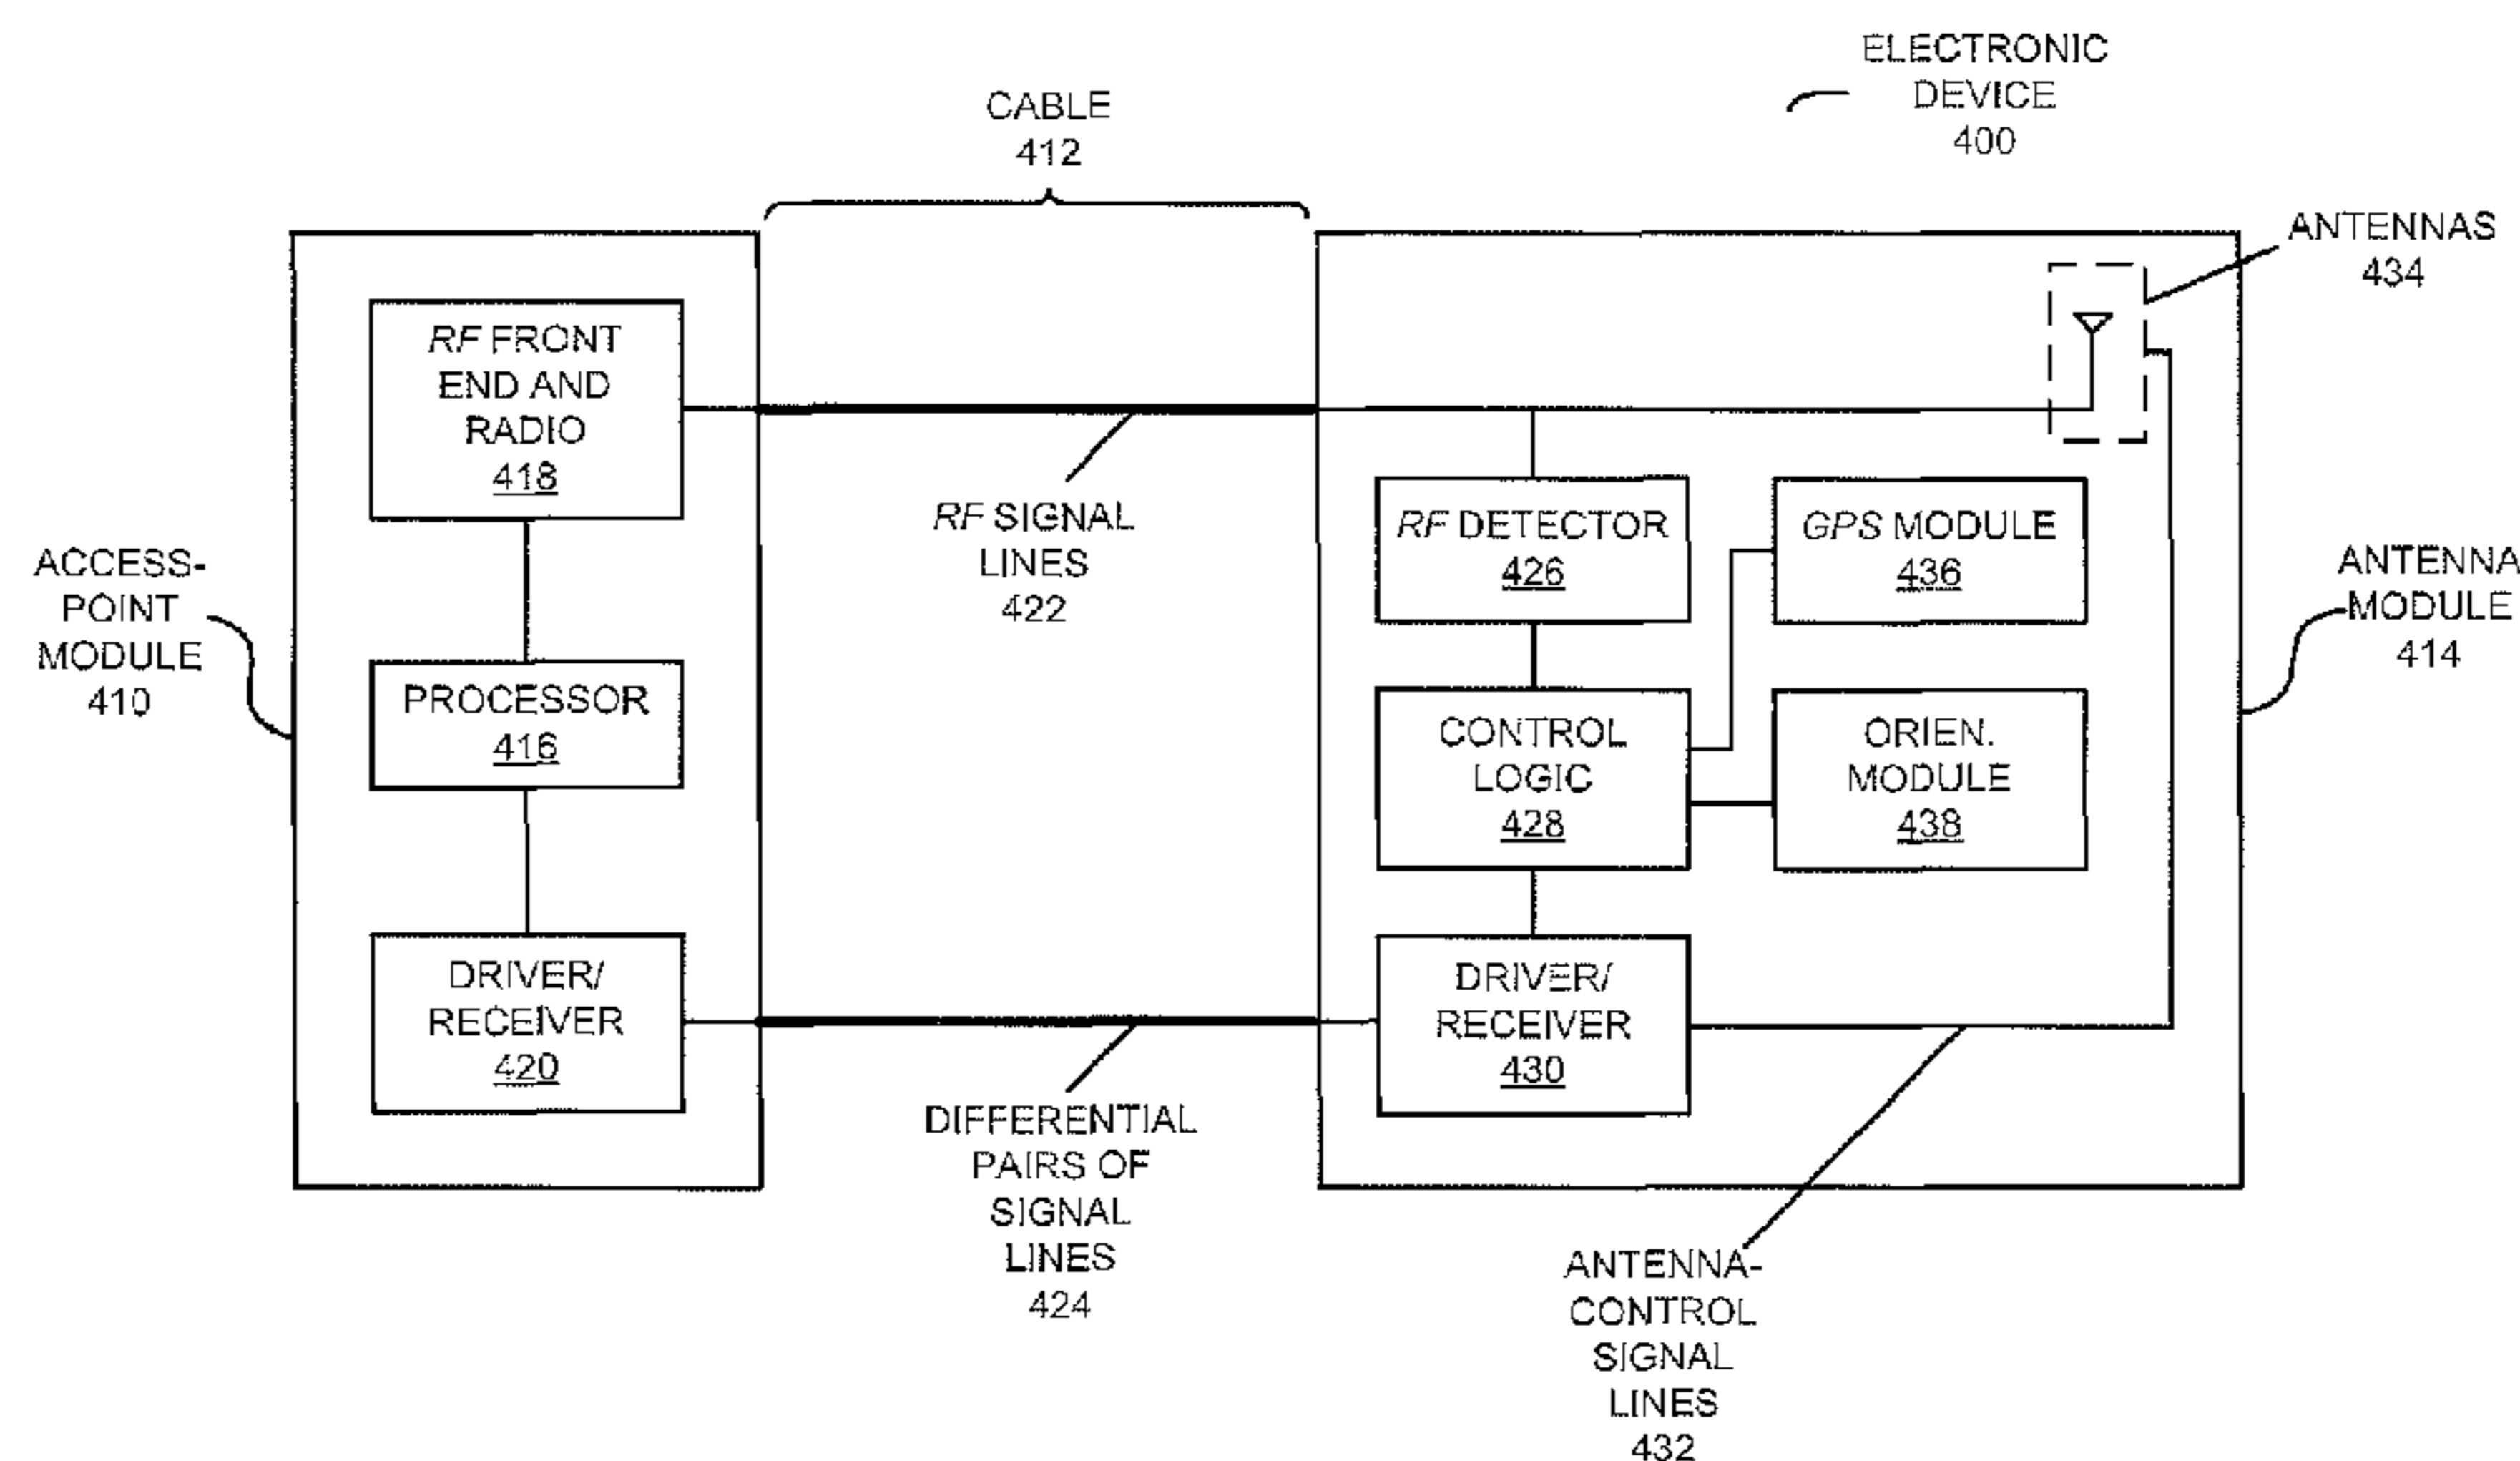 ELECTRONIC
DEVICE
400
CABLE
412
ANTENNAS
434
RF FRONT
END AND
RADIO
418
RF SIGNAL
LINES
422
RF DETECTOR
426
GPS MODULE
436
ACCESS-
POINT
MODULE
410
ANTENNA
MODULE
414
PROCESSOR
416
CONTROL
LOGIC
428
ORIEN.
MODULE
438
DRIVER/
RECEIVER
420
DRIVER/
RECEIVER
430
DIFFERENTIAL
PAIRS OF
SIGNAL
LINES
424
ANTENNA-
CONTROL
SIGNAL
LINES
432